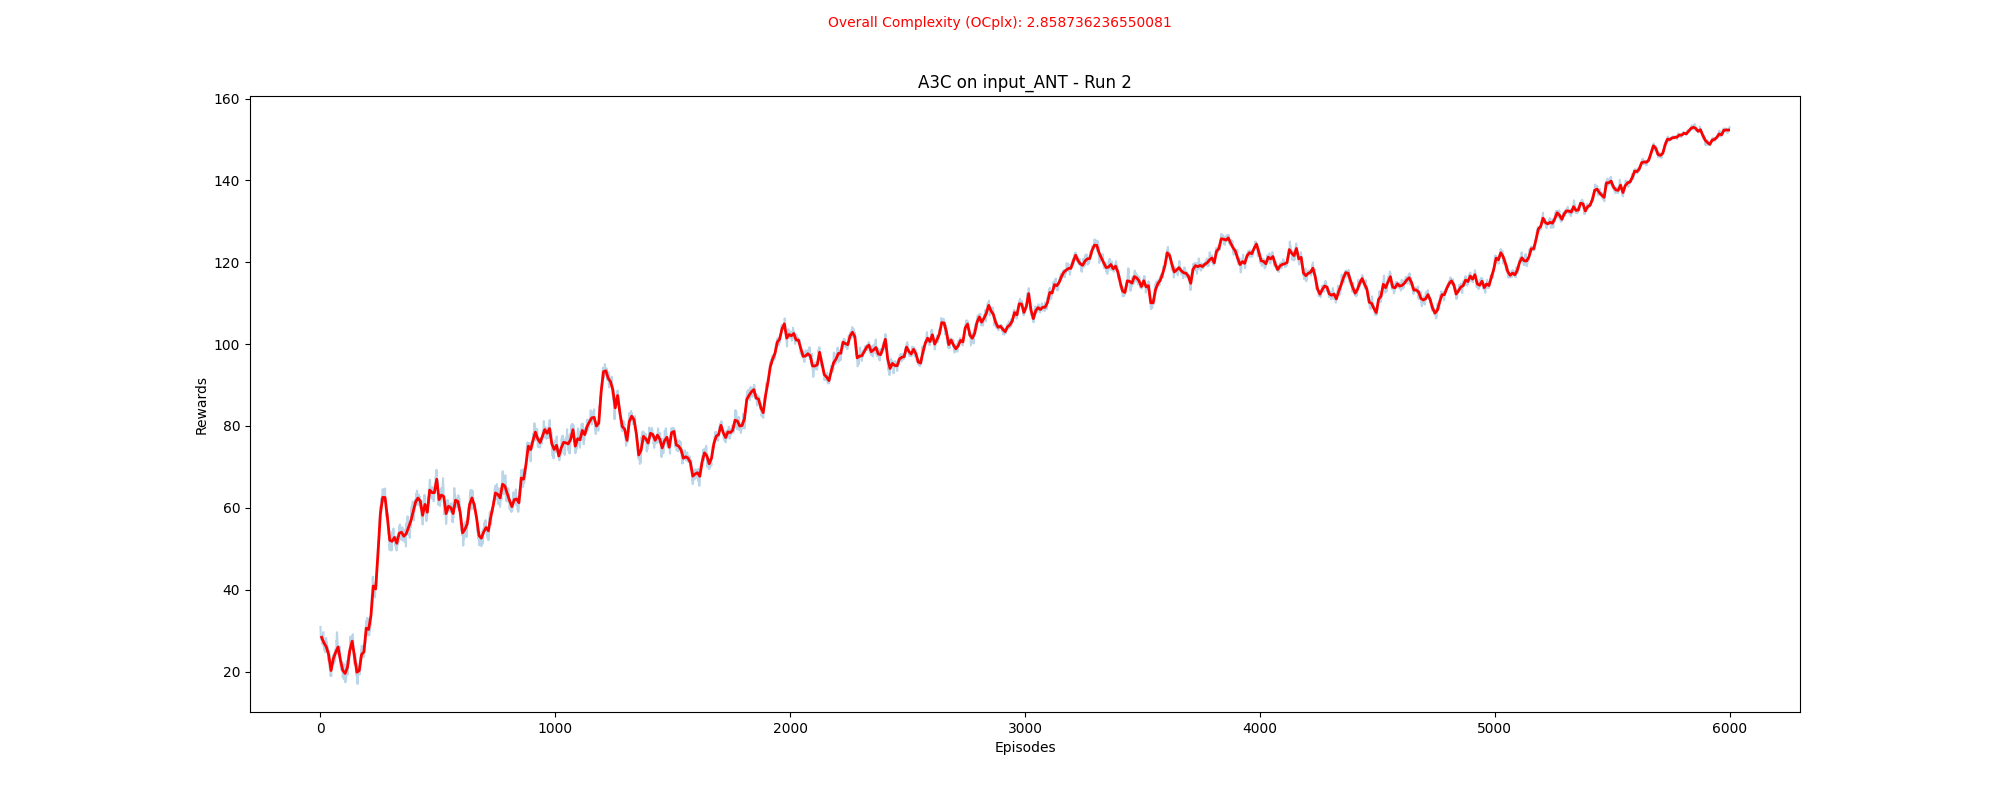 Overall Complexity (OCplx): 2.858736236550081
A3C on input_ANT - Run 2
160
140
120
100
80
60
40
20
Rewards
0 1000 2000 3000 4000 5000 6000
Episodes